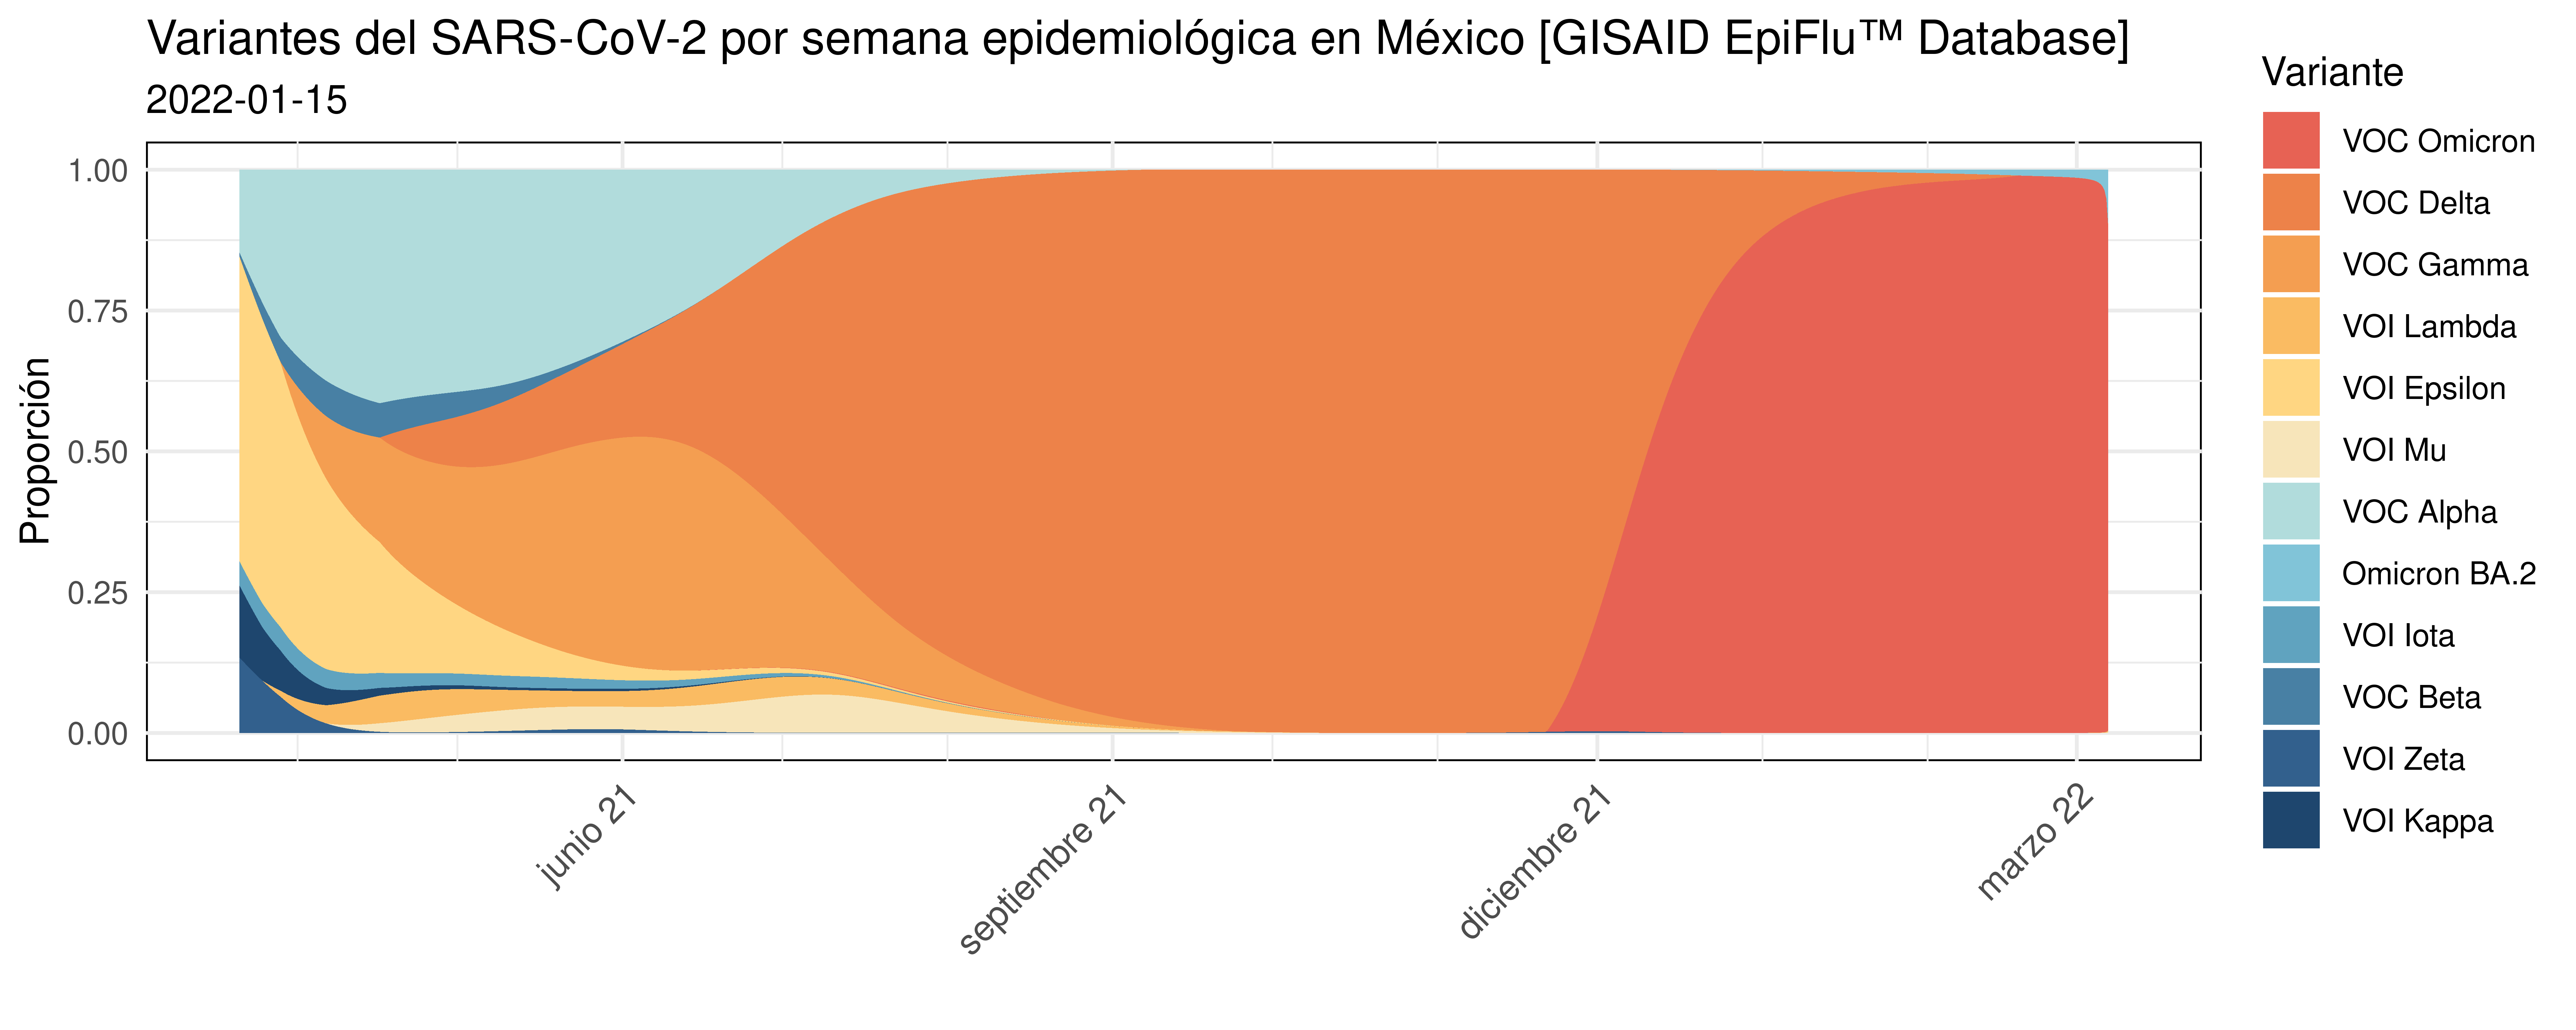 Variantes del SARS-CoV-2 por semana epidemiológica en México [GISAID EpiFlu™ Database]
2022-01-15
Proporción
1.00
0.75
0.50
0.25
0.00
junio 21
septiembre 21
diciembre 21
marzo 22
Variante
VOC Omicron
VOC Delta
VOC Gamma
VOI Lambda
VOI Epsilon
VOI Mu
VOC Alpha
Omicron BA.2
VOI Iota
VOC Beta
VOI Zeta
VOI Kappa